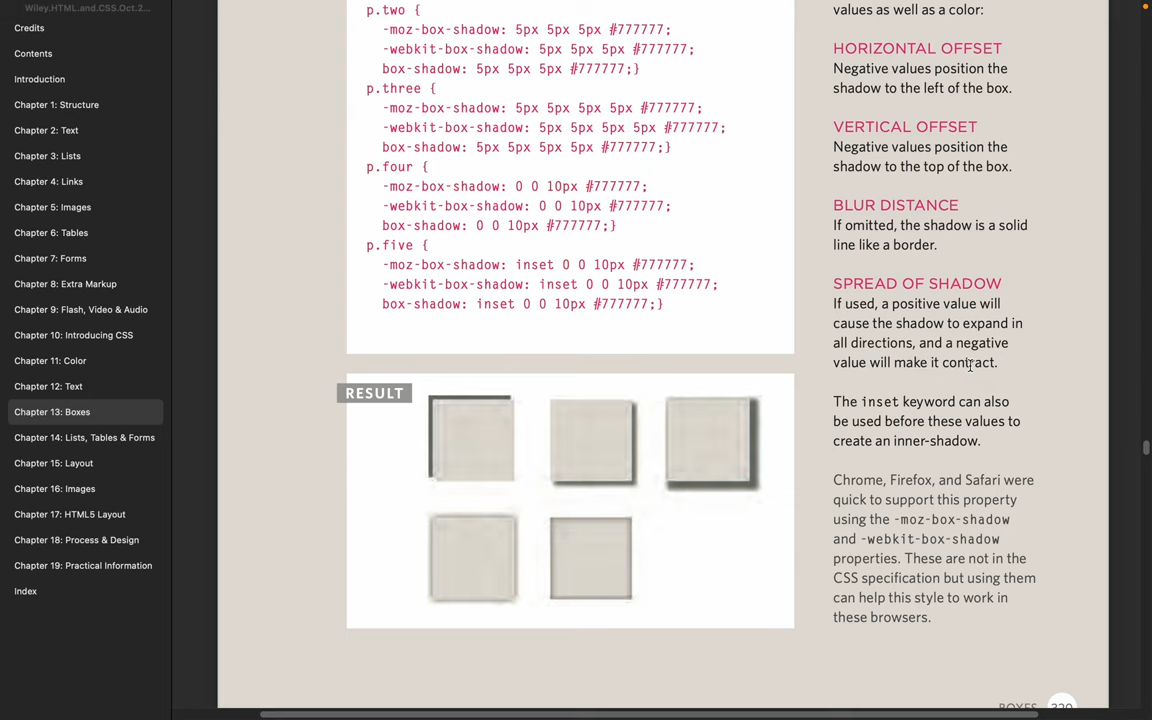 Wiley.HTML.and.CSS.Oct.2...
Credits
Contents
Introduction
Chapter 1: Structure
Chapter 2: Text
Chapter 3: Lists
Chapter 4: Links
Chapter 5: Images
Chapter 6: Tables
Chapter 7: Forms
Chapter 8: Extra Markup
Chapter 9: Flash, Video & Audio
Chapter 10: Introducing CSS
Chapter 11: Color
Chapter 12: Text
Chapter 13: Boxes
Chapter 14: Lists, Tables & Forms
Chapter 15: Layout
Chapter 16: Images
Chapter 17: HTML5 Layout
Chapter 18: Process & Design
Chapter 19: Practical Information
Index
p.two {
-moz-box-shadow: 5px 5px 5px #777777;
-webkit-box-shadow: 5px 5px 5px #777777;
box-shadow: 5px 5px 5px #777777;}
p.three {
-moz-box-shadow: 5px 5px 5px 5px #777777;
-webkit-box-shadow: 5px 5px 5px 5px #777777;
box-shadow: 5px 5px 5px 5px #777777;}
p.four {
-moz-box-shadow: 0 0 10px #777777;
-webkit-box-shadow: 0 0 10px #777777;
box-shadow: 0 0 10px #777777;}
p.five {
-moz-box-shadow: inset 0 0 10px #777777;
-webkit-box-shadow: inset 0 0 10px #777777;
box-shadow: inset 0 0 10px #777777;}
RESULT
values as well as a color:
HORIZONTAL OFFSET
Negative values position the
shadow to the left of the box.
VERTICAL OFFSET
Negative values position the
shadow to the top of the box.
BLUR DISTANCE
If omitted, the shadow is a solid
line like a border.
SPREAD OF SHADOW
If used, a positive value will
cause the shadow to expand in
all directions, and a negative
value will make it contract.
The inset keyword can also
be used before these values to
create an inner-shadow.
Chrome, Firefox, and Safari were
quick to support this property
using the -moz-box-shadow
and -webkit-box-shadow
properties. These are not in the
CSS specification but using them
can help this style to work in
these browsers.
BOXES 320